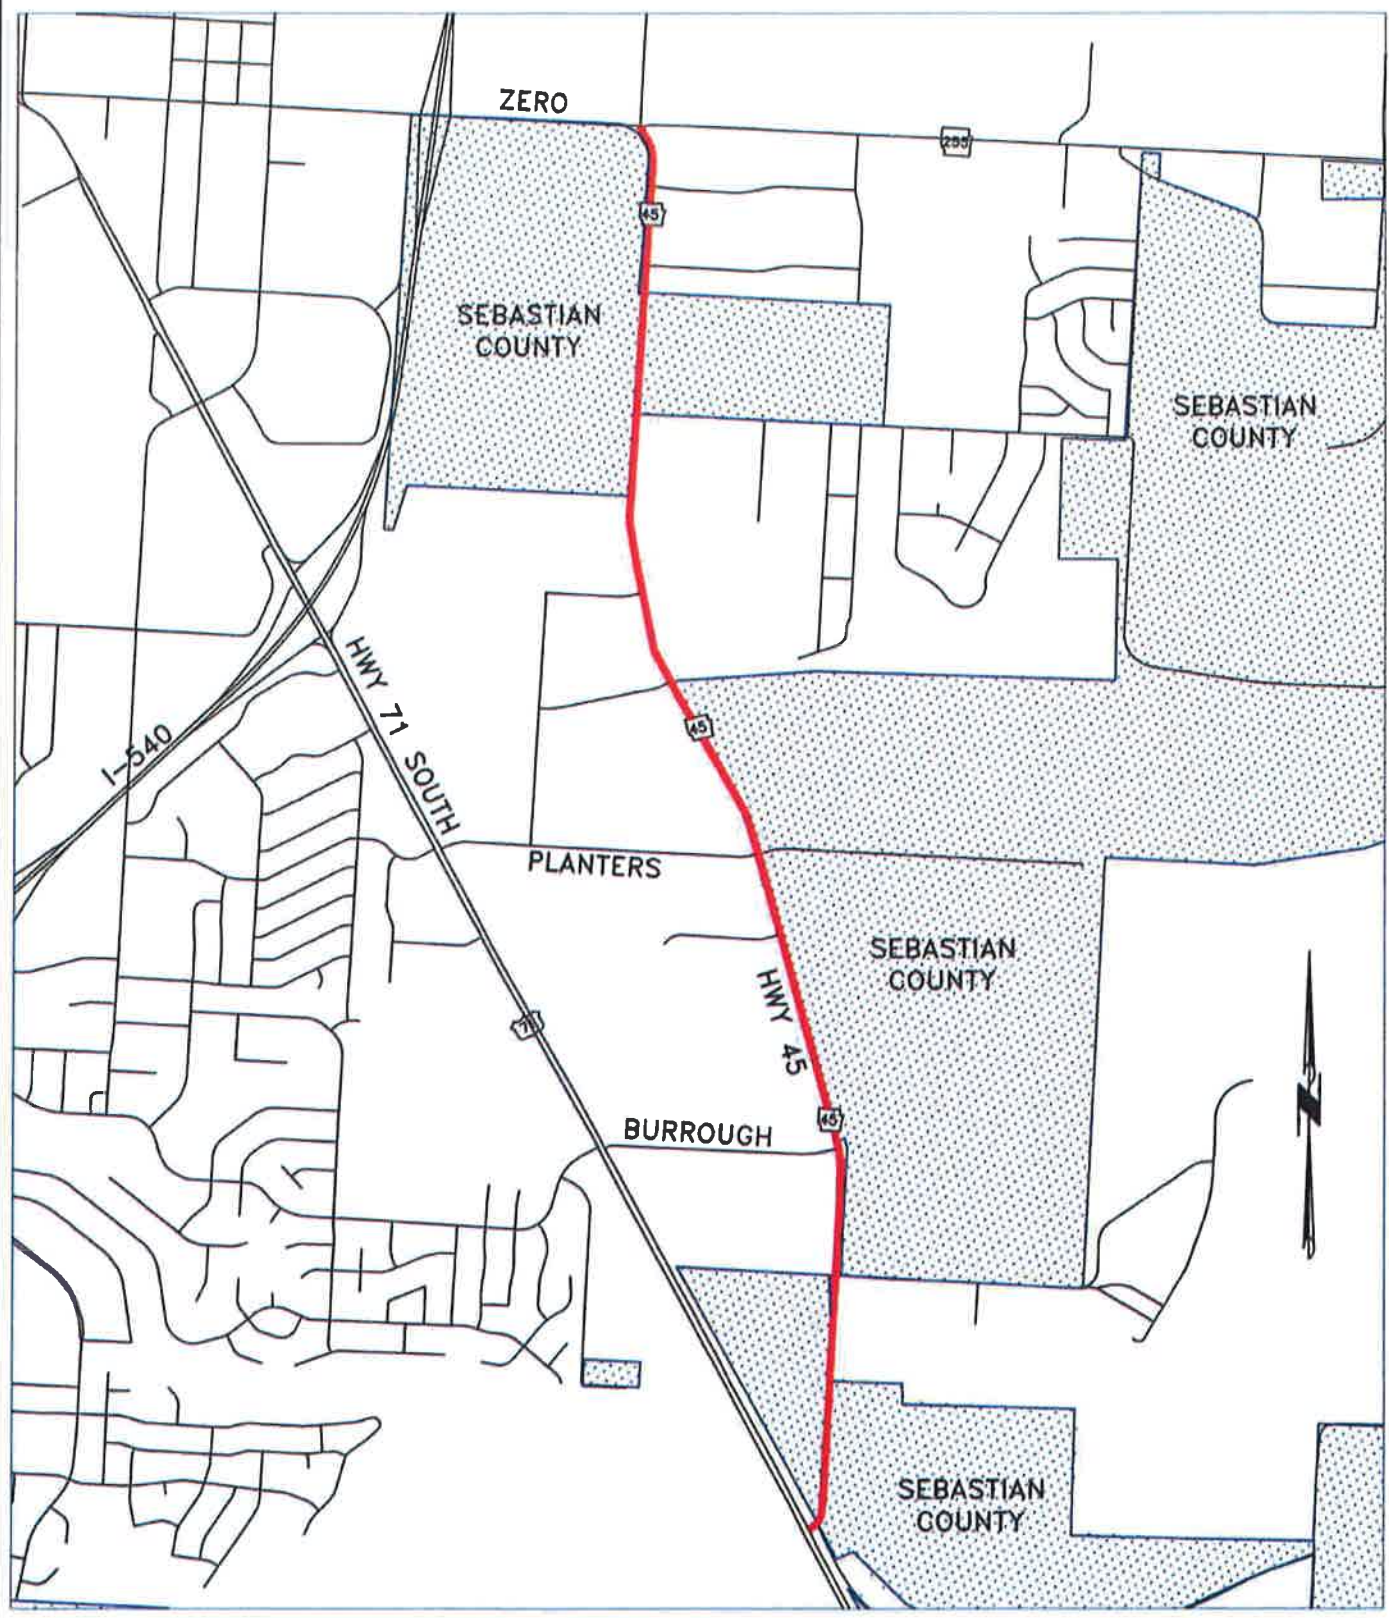 ZERO
255
45
SEBASTIAN
COUNTY
SEBASTIAN
COUNTY
HWY 71 SOUTH
45
I-540
PLANTERS
SEBASTIAN
COUNTY
HWY 45
71
45
BURROUGH
N
SEBASTIAN
COUNTY